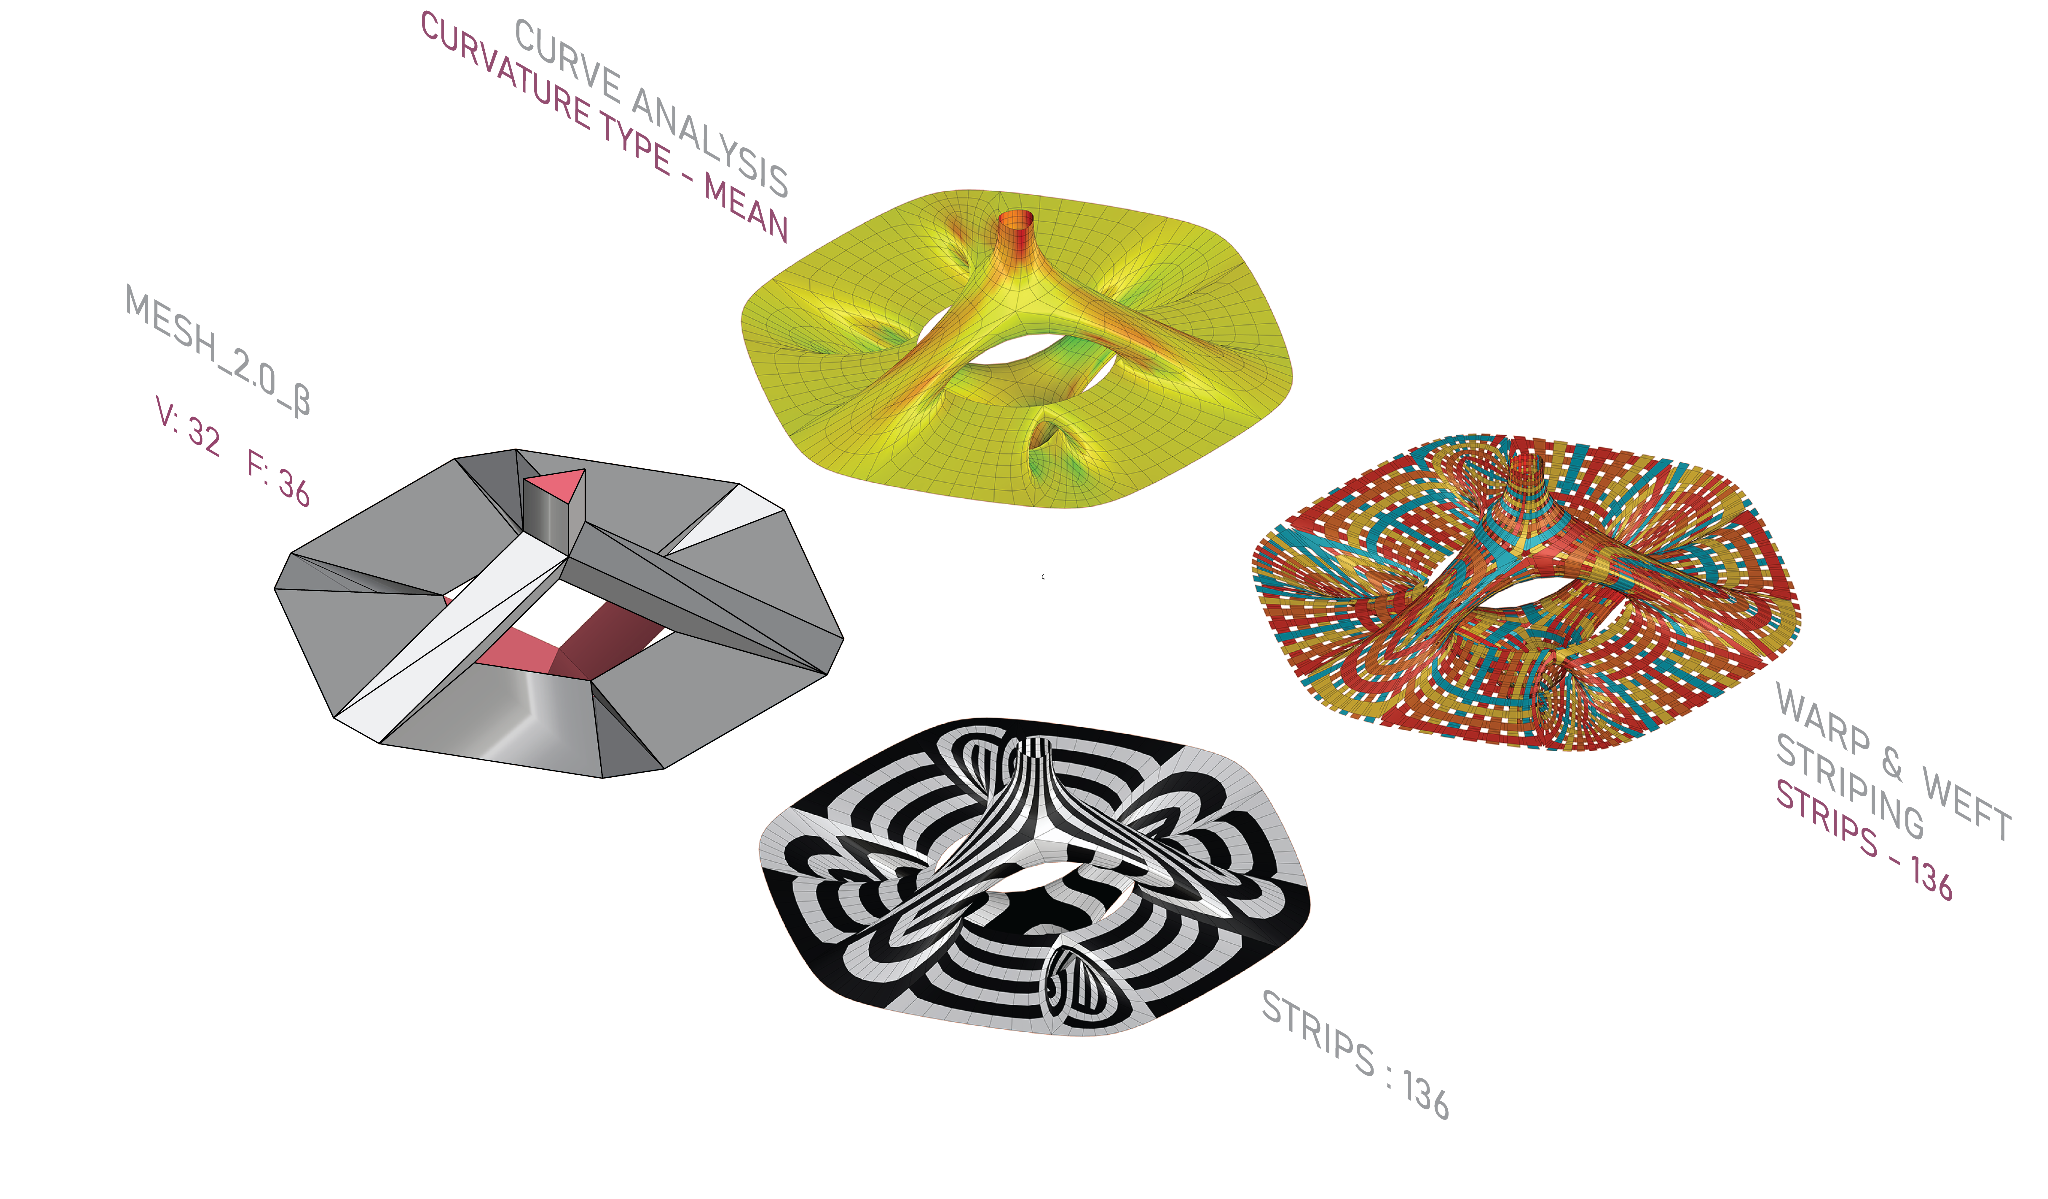 CURVE ANALYSIS
CURVATURE TYPE - MEAN
MESH_2.0_β
V: 32 F: 36
WARP & WEFT
STRIPING
STRIPS - 136
STRIPS : 136